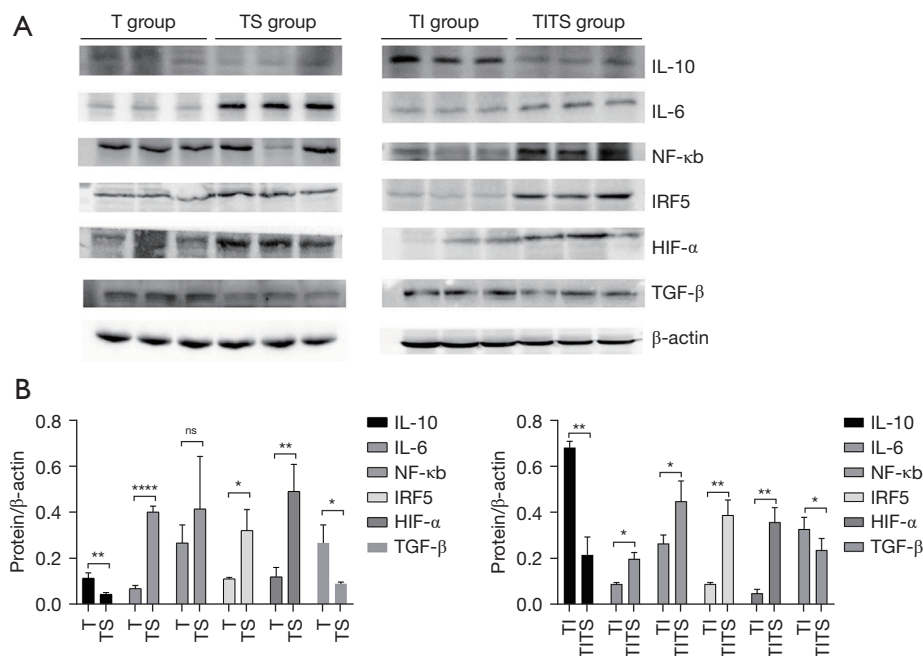 A
T group TS group TI group TITS group
IL-10
IL-6
NF-κb
IRF5
HIF-α
TGF-β
β-actin
B
Protein/β-actin
0.8
0.6
0.4
0.2
0.0
** **** ns * ** *
T TS T TS T TS T TS T TS T TS
IL-10
IL-6
NF-κb
IRF5
HIF-α
TGF-β
Protein/β-actin
0.8
0.6
0.4
0.2
0.0
** * * ** ** *
TI TITS TI TITS TI TITS TI TITS TI TITS TI TITS
IL-10
IL-6
NF-κb
IRF5
HIF-α
TGF-β